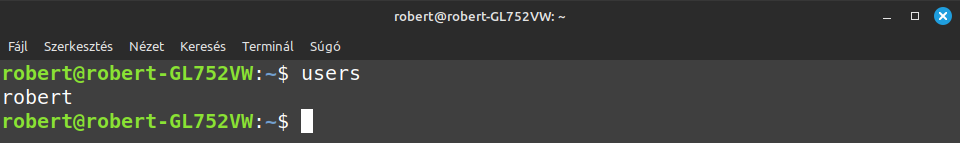 robert@robert-GL752VW: ~
Fájl Szerkesztés Nézet Keresés Terminál Súgó
robert@robert-GL752VW:~$ users
robert
robert@robert-GL752VW:~$